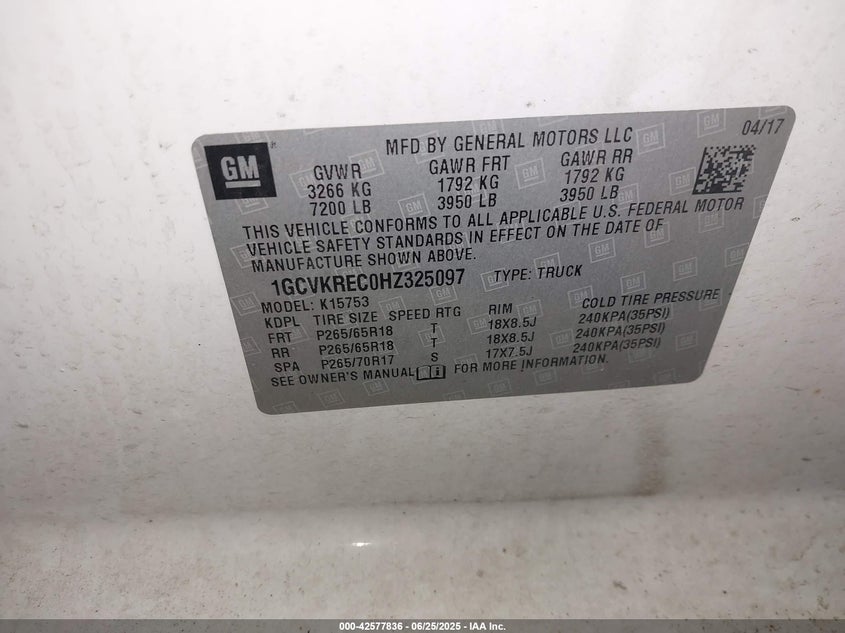 GM
MFD BY GENERAL MOTORS LLC 04/17
GVWR GAWR FRT GAWR RR
3266 KG 1792 KG 1792 KG
7200 LB 3950 LB 3950 LB
THIS VEHICLE CONFORMS TO ALL APPLICABLE U.S. FEDERAL MOTOR
VEHICLE SAFETY STANDARDS IN EFFECT ON THE DATE OF
MANUFACTURE SHOWN ABOVE.
1GCVKREC0HZ325097 TYPE: TRUCK
MODEL: K15753
KDPL TIRE SIZE SPEED RTG RIM COLD TIRE PRESSURE
FRT P265/65R18 T 18X8.5J 240KPA(35PSI)
RR P265/65R18 T 18X8.5J 240KPA(35PSI)
SPA P265/70R17 S 17X7.5J 240KPA(35PSI)
SEE OWNER'S MANUAL FOR MORE INFORMATION.
000-42577836 - 06/25/2025 - IAA Inc.